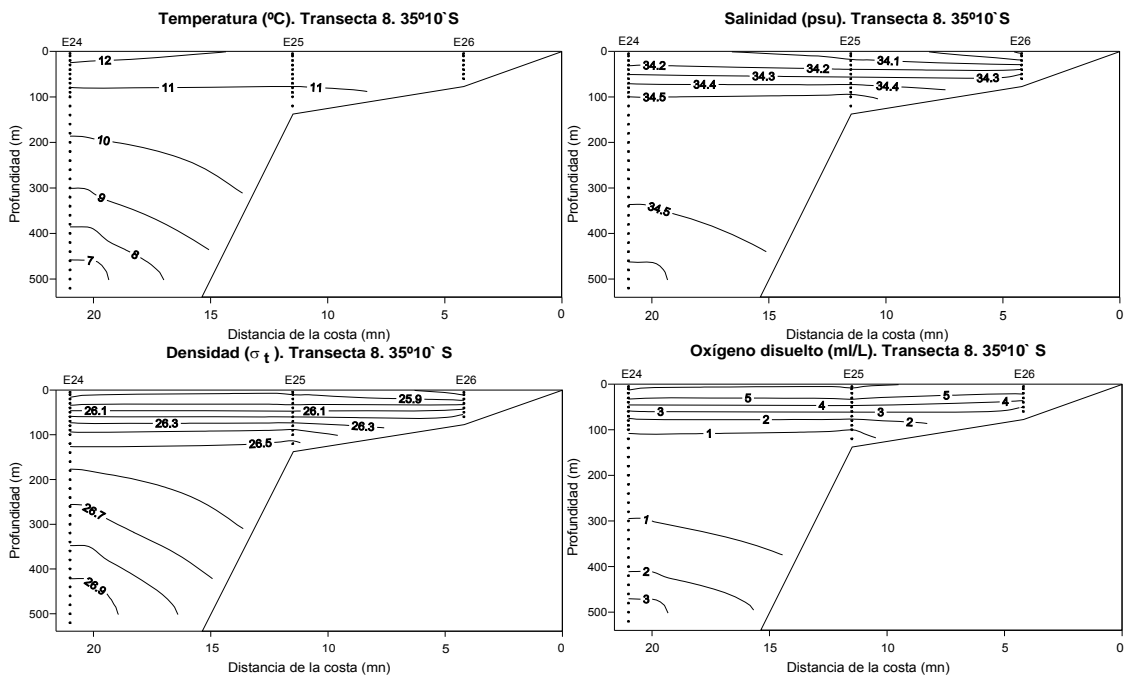 Temperatura (ºC). Transecta 8. 35º10`S
E24 E25 E26
0
100
200
300
400
500
Profundidad (m)
12
11 11
10
9
8
7
20 15 10 5 0
Distancia de la costa (mn)
Salinidad (psu). Transecta 8. 35º10`S
E24 E25 E26
0
100
200
300
400
500
Profundidad (m)
34.1
34.2 34.2
34.3 34.3
34.4 34.4
34.5
34.5
20 15 10 5 0
Distancia de la costa (mn)
Densidad (σ t ). Transecta 8. 35º10` S
E24 E25 E26
0
100
200
300
400
500
Profundidad (m)
25.9
26.1 26.1
26.3 26.3
26.5
26.7
26.9
20 15 10 5 0
Distancia de la costa (mn)
Oxígeno disuelto (ml/L). Transecta 8. 35º10` S
E24 E25 E26
0
100
200
300
400
500
Profundidad (m)
5 5
4 4
3 3
2 2
1
1
2
3
20 15 10 5 0
Distancia de la costa (mn)